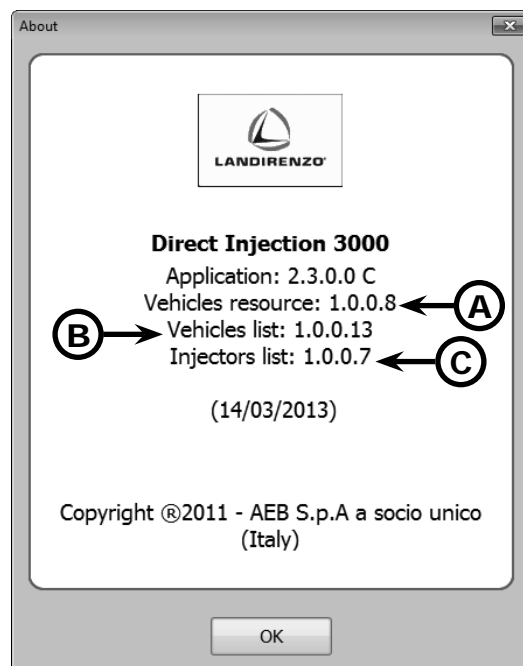 About
LANDIRENZO®
Direct Injection 3000
Application: 2.3.0.0 C
Vehicles resource: 1.0.0.8
A
B
Vehicles list: 1.0.0.13
Injectors list: 1.0.0.7
C
(14/03/2013)
Copyright ®2011 - AEB S.p.A a socio unico
(Italy)
OK